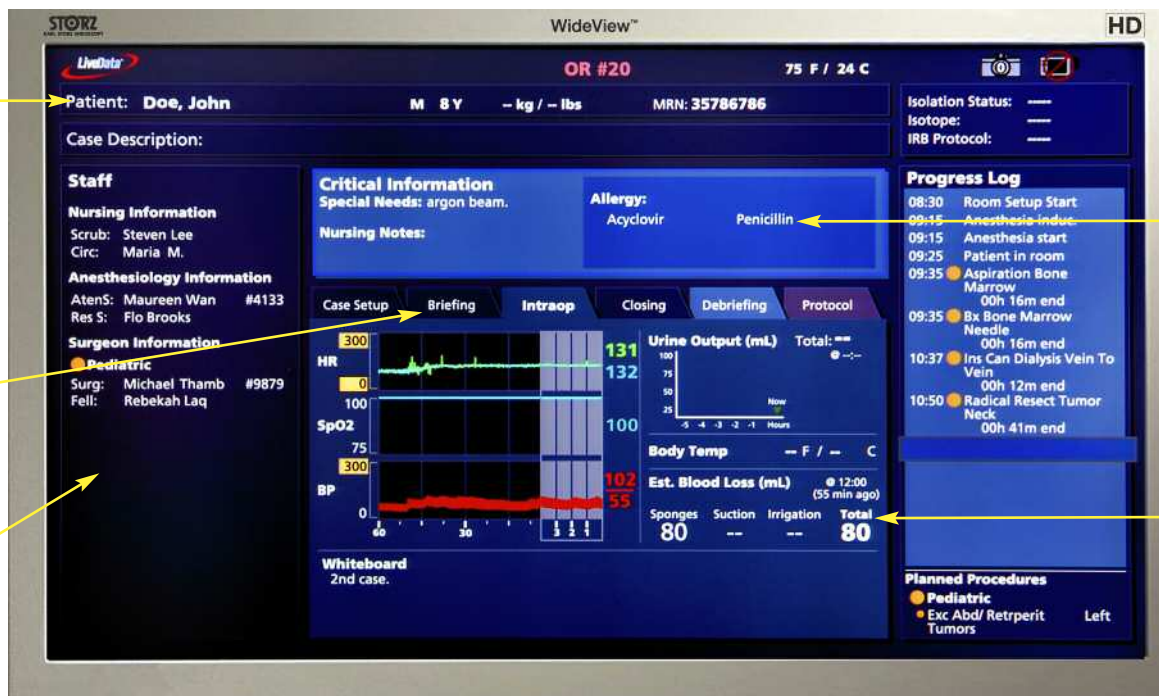 STORZ
KARL STORZ ENDOSCOPY
WideView™
HD
LiveData
OR #20
75 F / 24 C
Patient: Doe, John
M 8 Y
-- kg / -- lbs
MRN: 35786786
Case Description:
Isolation Status: -----
Isotope: -----
IRB Protocol: -----
Staff
Nursing Information
Scrub: Steven Lee
Circ: Maria M.
Anesthesiology Information
AtenS: Maureen Wan #4133
Res S: Flo Brooks
Surgeon Information
Pediatric
Surg: Michael Thamb #9879
Fell: Rebekah Laq
Critical Information
Special Needs: argon beam.
Nursing Notes:
Allergy:
Acyclovir Penicillin
Case Setup
Briefing
Intraop
Closing
Debriefing
Protocol
HR
300
0
131
132
SpO2
100
75
100
BP
300
0
102
55
60 30 3 2 1
Urine Output (mL) Total: --
@ --:--
100
75
50
25
Now
-5 -4 -3 -2 -1 Hours
Body Temp -- F / -- C
Est. Blood Loss (mL) @ 12:00
(55 min ago)
Sponges Suction Irrigation Total
80 -- -- 80
Whiteboard
2nd case.
Progress Log
08:30 Room Setup Start
09:15 Anesthesia induc.
09:15 Anesthesia start
09:25 Patient in room
09:35 Aspiration Bone
Marrow
00h 16m end
09:35 Bx Bone Marrow
Needle
00h 16m end
10:37 Ins Can Dialysis Vein To
Vein
00h 12m end
10:50 Radical Resect Tumor
Neck
00h 41m end
Planned Procedures
Pediatric
Exc Abd/ Retrperit Left
Tumors